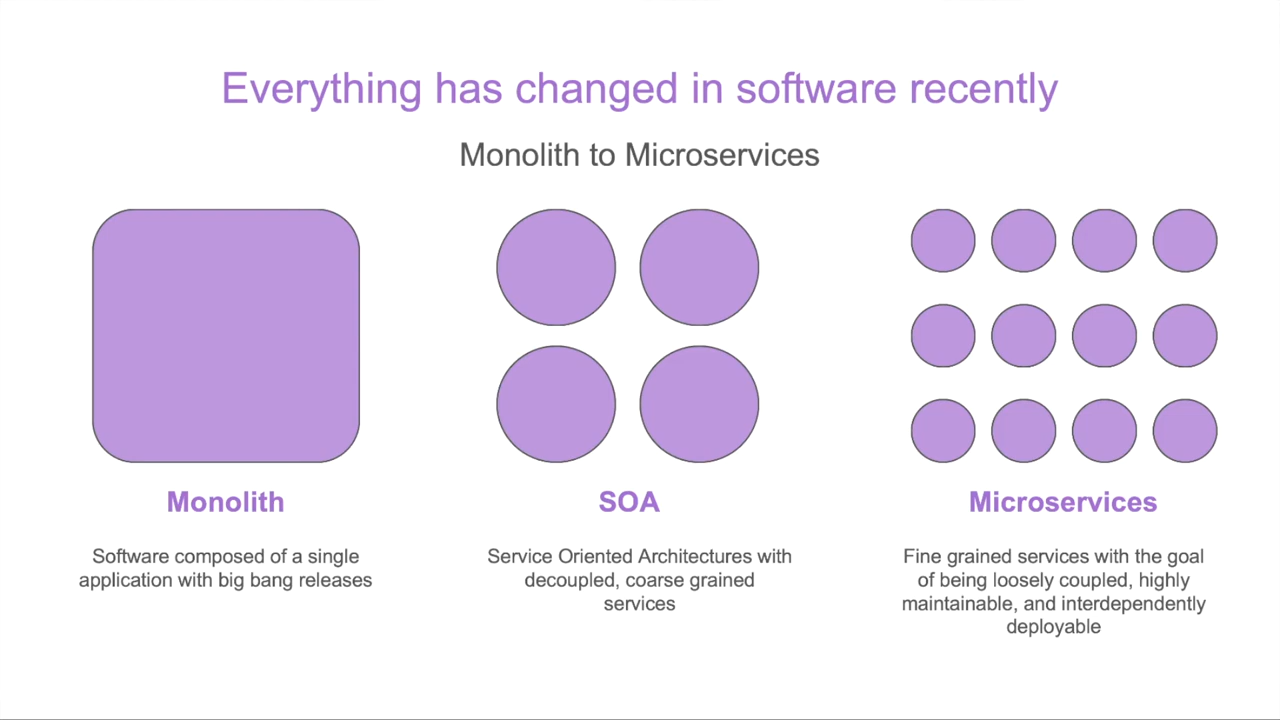 Everything has changed in software recently
Monolith to Microservices
Monolith
Software composed of a single
application with big bang releases
SOA
Service Oriented Architectures with
decoupled, coarse grained
services
Microservices
Fine grained services with the goal
of being loosely coupled, highly
maintainable, and interdependently
deployable